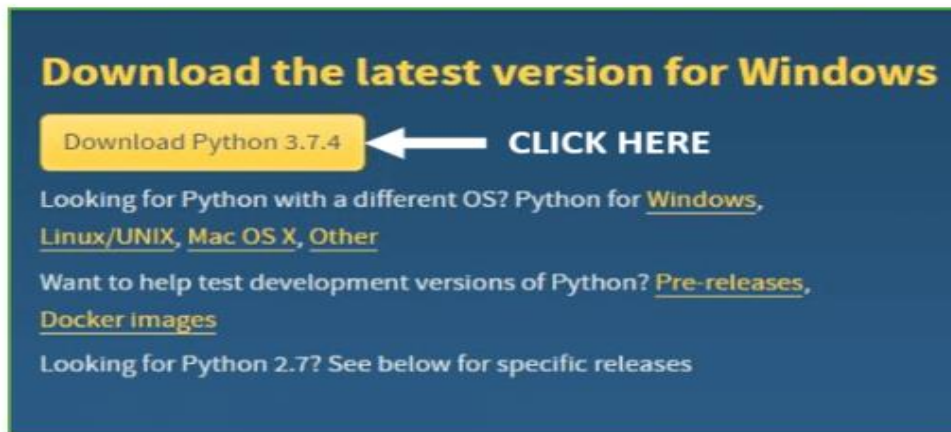 Download the latest version for Windows
Download Python 3.7.4 CLICK HERE
Looking for Python with a different OS? Python for Windows,
Linux/UNIX, Mac OS X, Other
Want to help test development versions of Python? Pre-releases,
Docker images
Looking for Python 2.7? See below for specific releases